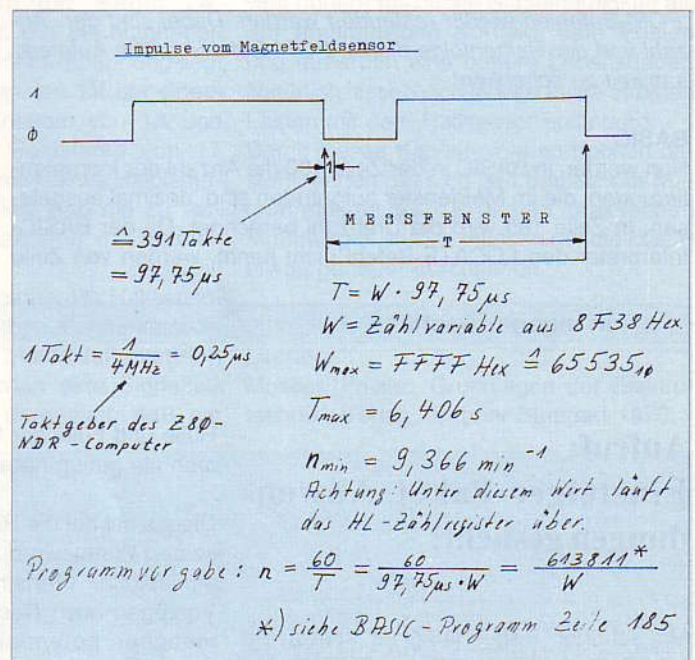 Impulse vom Magnetfeldsensor
1
0
1
MESSFENSTER
T
≙ 391 Takte
= 97,75 µs
T = W · 97,75 µs
W = Zählvariable aus 8F38 Hex.
1 Takt = 1/4MHz = 0,25 µs
Wmax = FFFF Hex ≙ 65535₁₀
Taktgeber des Z80-
NDR-Computer
Tmax = 6,406 s
nmin = 9,366 min⁻¹
Achtung: Unter diesem Wert läuft
das HL-Zählregister über.
Programmvorgabe: n = 60/T = 60/97,75µs·W = 613811*/W
*) siehe BASIC-Programm Zeile 185